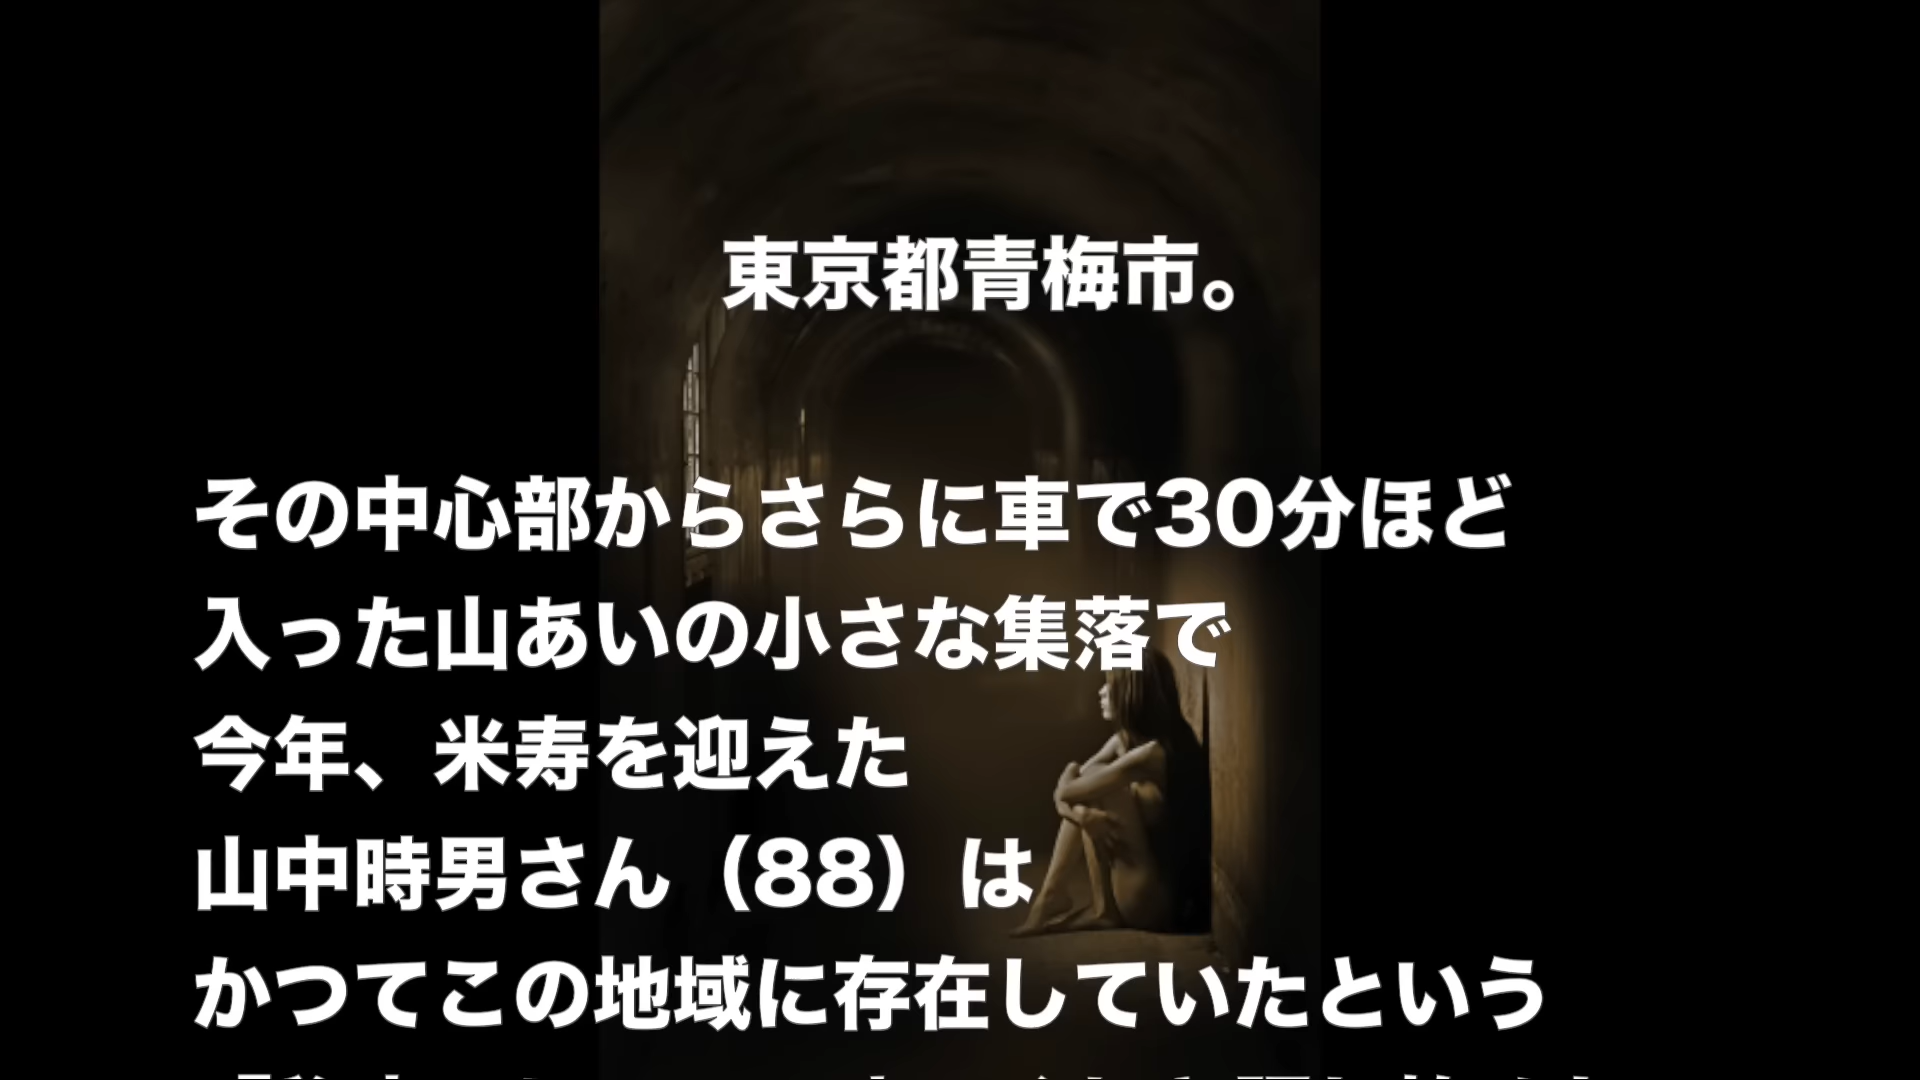 東京都青梅市。
その中心部からさらに車で30分ほど
入った山あいの小さな集落で
今年、米寿を迎えた
山中時男さん（88）は
かつてこの地域に存在していたという